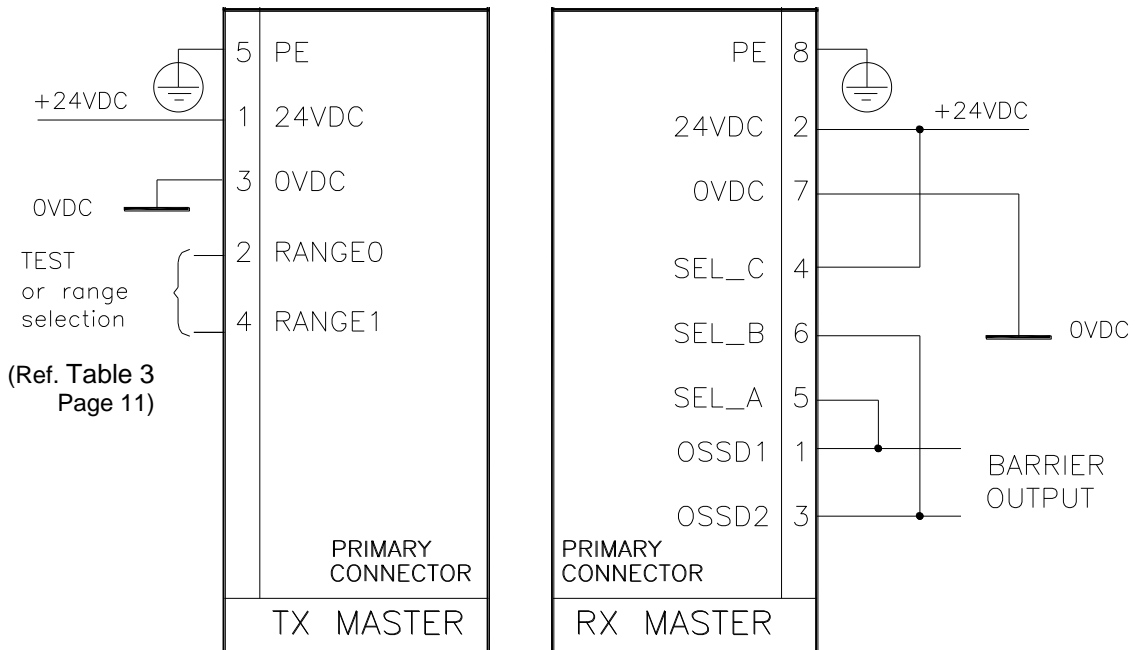 5 PE
+24VDC
1 24VDC
3 0VDC
0VDC
2 RANGE0
TEST
or range
selection
4 RANGE1
(Ref. Table 3
Page 11)
PRIMARY
CONNECTOR
TX MASTER
PE 8
+24VDC
24VDC 2
0VDC 7
SEL_C 4
SEL_B 6
0VDC
SEL_A 5
OSSD1 1
BARRIER
OUTPUT
OSSD2 3
PRIMARY
CONNECTOR
RX MASTER